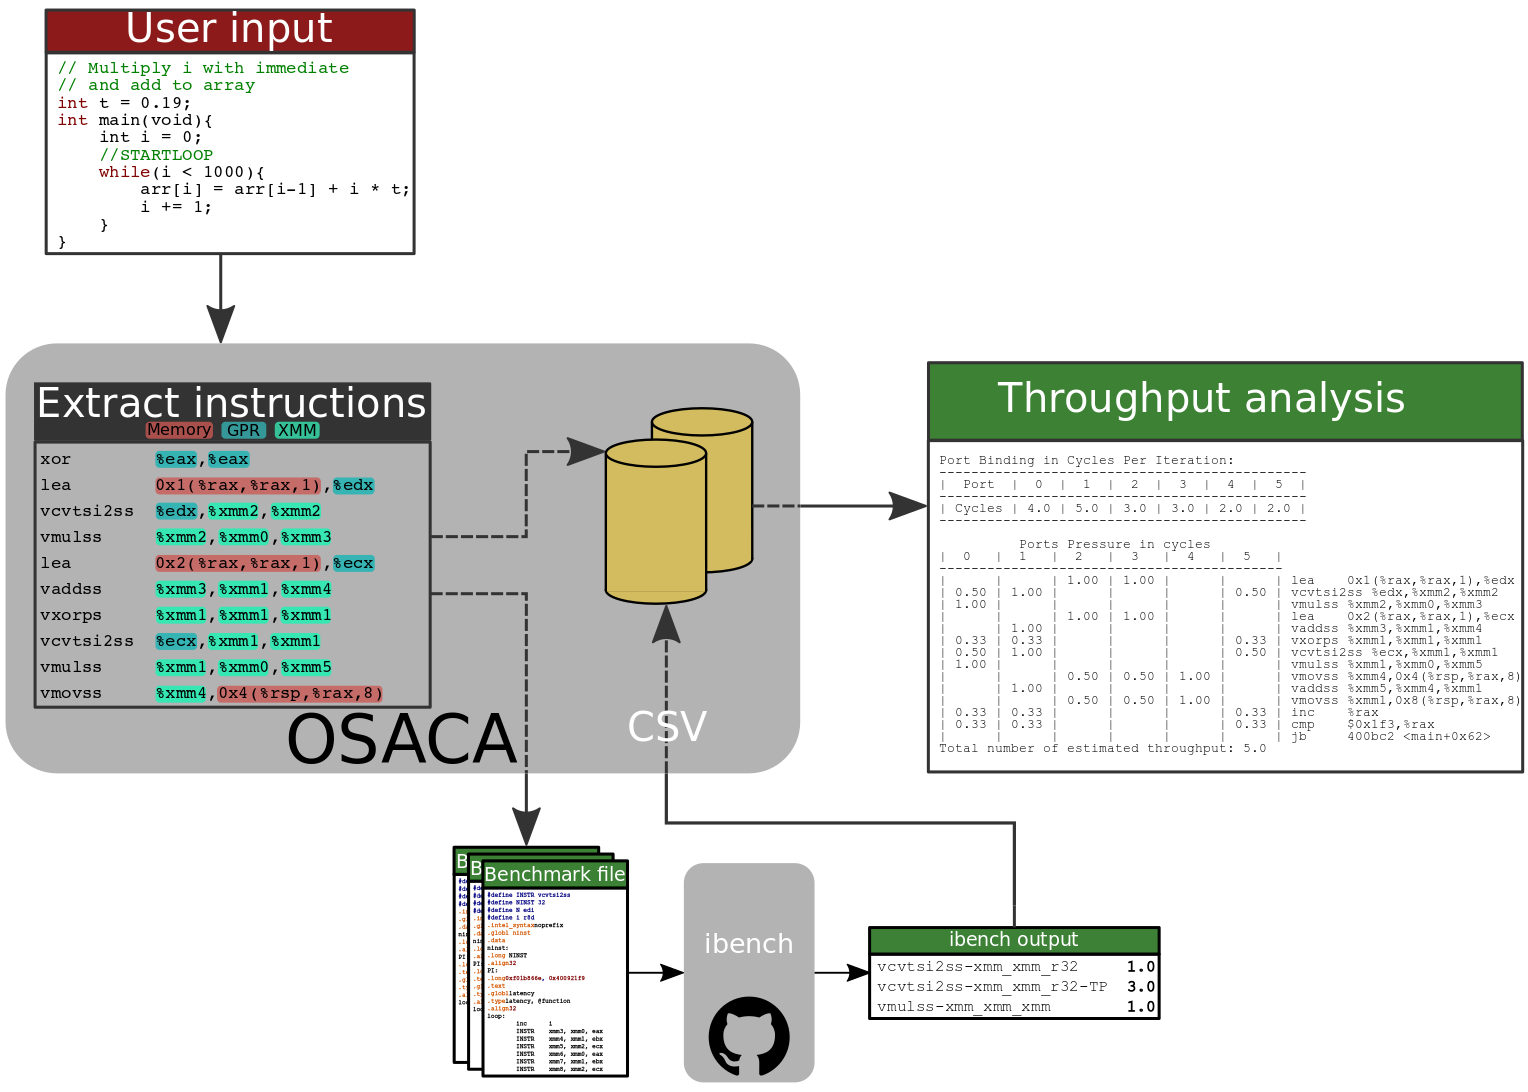 User input
// Multiply i with immediate
// and add to array
int t = 0.19;
int main(void){
    int i = 0;
    //STARTLOOP
    while(i < 1000){
        arr[i] = arr[i-1] + i * t;
        i += 1;
    }
}
Extract instructions
Memory GPR XMM
xor %eax,%eax
lea 0x1(%rax,%rax,1),%edx
vcvtsi2ss %edx,%xmm2,%xmm2
vmulss %xmm2,%xmm0,%xmm3
lea 0x2(%rax,%rax,1),%ecx
vaddss %xmm3,%xmm1,%xmm4
vxorps %xmm1,%xmm1,%xmm1
vcvtsi2ss %ecx,%xmm1,%xmm1
vmulss %xmm1,%xmm0,%xmm5
vmovss %xmm4,0x4(%rsp,%rax,8)
OSACA
CSV
Throughput analysis
Port Binding in Cycles Per Iteration:
----------------------------------------------
| Port | 0 | 1 | 2 | 3 | 4 | 5 |
----------------------------------------------
| Cycles | 4.0 | 5.0 | 3.0 | 3.0 | 2.0 | 2.0 |
----------------------------------------------
Ports Pressure in cycles
| 0 | 1 | 2 | 3 | 4 | 5 |
-------------------------------------------
| | | 1.00 | 1.00 | | | lea 0x1(%rax,%rax,1),%edx
| 0.50 | 1.00 | | | | 0.50 | vcvtsi2ss %edx,%xmm2,%xmm2
| 1.00 | | | | | | vmulss %xmm2,%xmm0,%xmm3
| | | 1.00 | 1.00 | | | lea 0x2(%rax,%rax,1),%ecx
| | 1.00 | | | | | vaddss %xmm3,%xmm1,%xmm4
| 0.33 | 0.33 | | | | 0.33 | vxorps %xmm1,%xmm1,%xmm1
| 0.50 | 1.00 | | | | 0.50 | vcvtsi2ss %ecx,%xmm1,%xmm1
| 1.00 | | | | | | vmulss %xmm1,%xmm0,%xmm5
| | | 0.50 | 0.50 | 1.00 | | vmovss %xmm4,0x4(%rsp,%rax,8)
| | 1.00 | | | | | vaddss %xmm5,%xmm4,%xmm1
| | | 0.50 | 0.50 | 1.00 | | vmovss %xmm1,0x8(%rsp,%rax,8)
| 0.33 | 0.33 | | | | 0.33 | inc %rax
| 0.33 | 0.33 | | | | 0.33 | cmp $0x1f3,%rax
| | | | | | | jb 400bc2 <main+0x62>
Total number of estimated throughput: 5.0
Benchmark file
#define INSTR vcvtsi2ss
#define NINST 32
#define N edi
#define i r8d
.intel_syntaxnoprefix
.globl ninst
.data
ninst:
.long NINST
.align32
PI:
.long0xf01b866e, 0x400921f9
.text
.globllatency
.typelatency, @function
.align32
loop:
inc i
INSTR xmm3, xmm0, eax
INSTR xmm4, xmm1, ebx
INSTR xmm5, xmm2, ecx
INSTR xmm6, xmm0, eax
INSTR xmm7, xmm1, ebx
INSTR xmm8, xmm2, ecx
ibench
ibench output
vcvtsi2ss-xmm_xmm_r32 1.0
vcvtsi2ss-xmm_xmm_r32-TP 3.0
vmulss-xmm_xmm_xmm 1.0